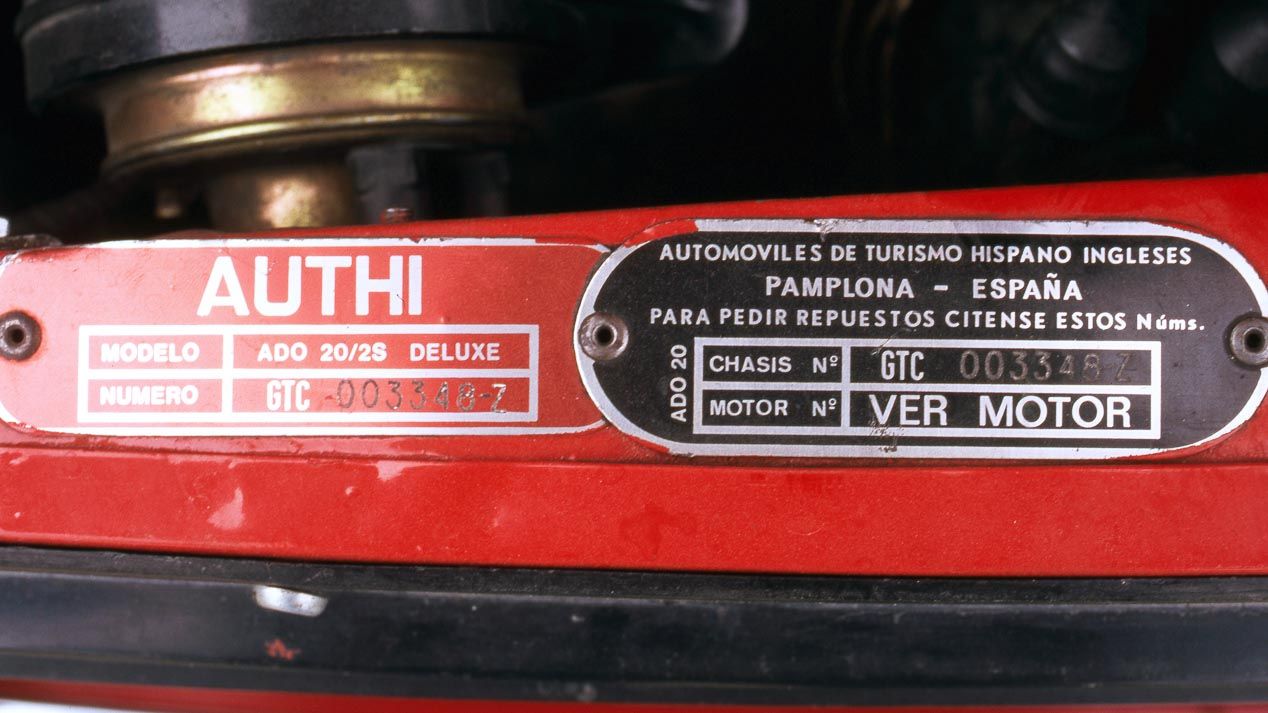 AUTHI
MODELO ADO 20/2S DELUXE
NUMERO GTC 003348-Z
AUTOMOVILES DE TURISMO HISPANO INGLESES
PAMPLONA - ESPAÑA
PARA PEDIR REPUESTOS CITENSE ESTOS Núms.
ADO 20
CHASIS Nº GTC 003348-Z
MOTOR Nº VER MOTOR